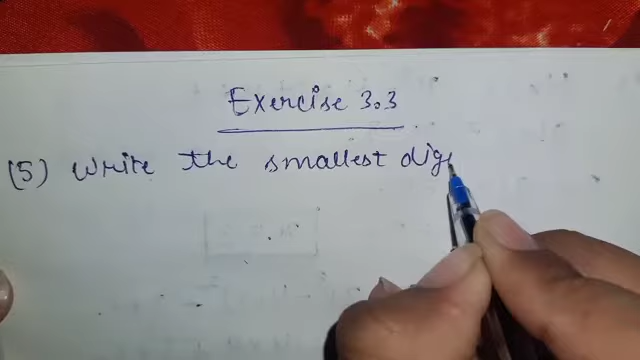 Exercise 3.3
(5) Write the smallest dig